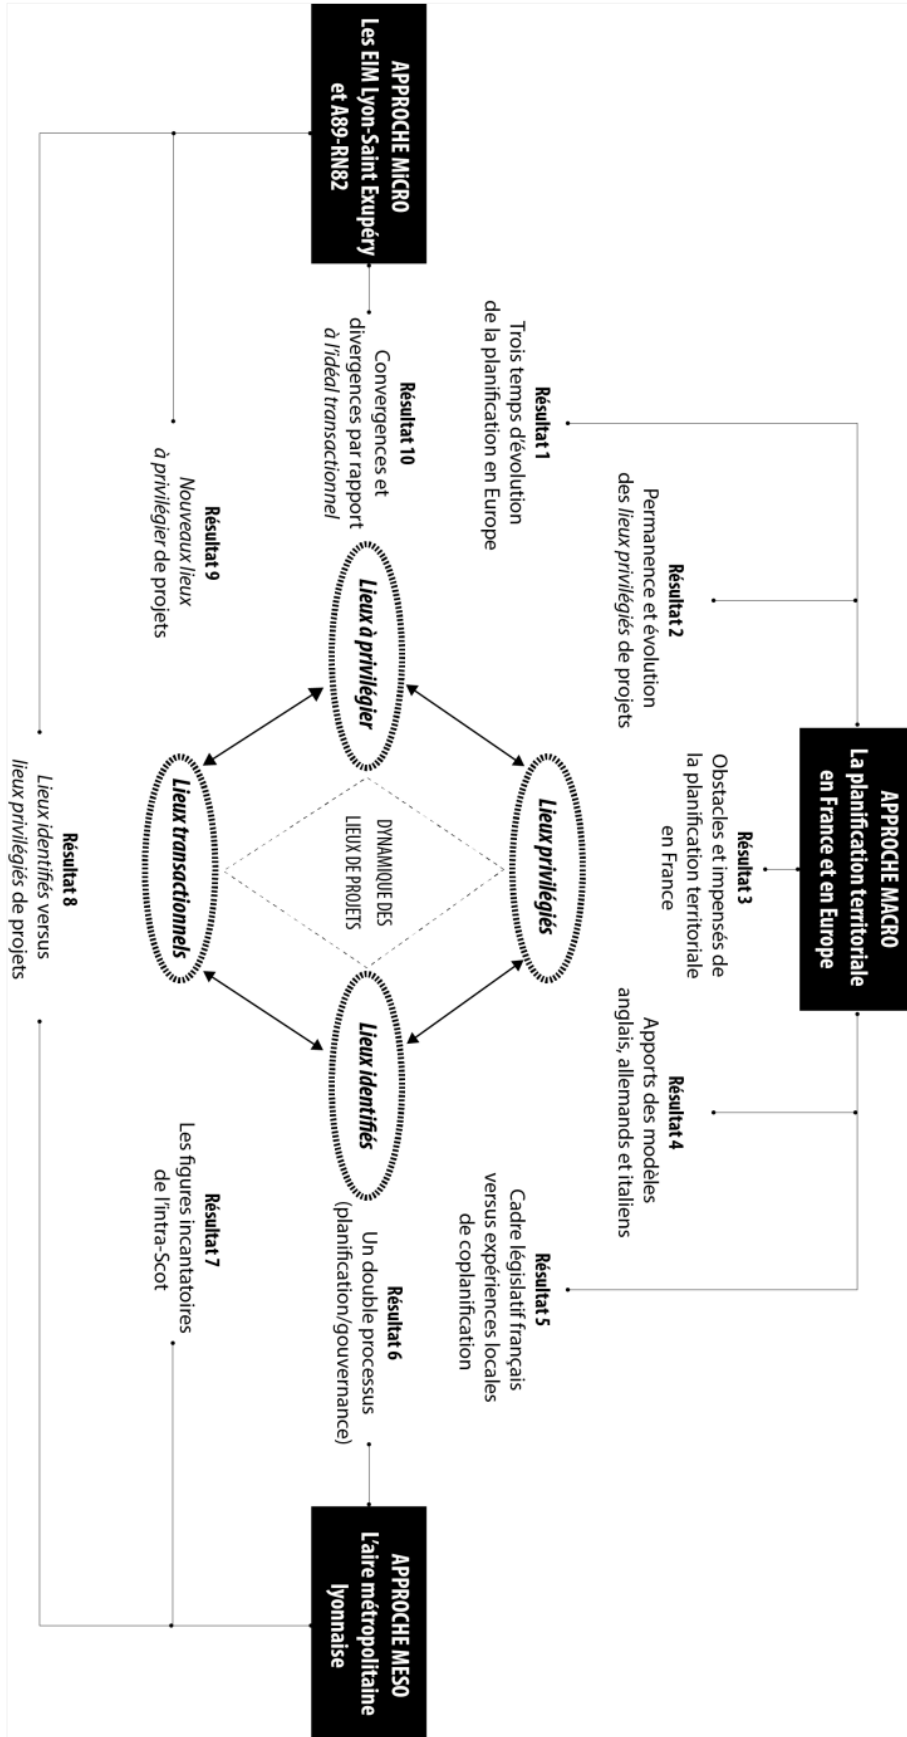 APPROCHE MACRO
La planification territoriale
en France et en Europe
Résultat 1
Trois temps d'évolution
de la planification en Europe
Résultat 2
Permanence et évolution
des lieux privilégiés de projets
Résultat 3
Obstacles et impensés de
la planification territoriale
en France
Résultat 4
Apports des modèles
anglais, allemands et italiens
Résultat 5
Cadre législatif français
versus expériences locales
de coplanification
APPROCHE MiCRO
Les EIM Lyon-Saint Exupéry
et A89-RN82
Résultat 10
Convergences et
divergences par rapport
à l'idéal transactionnel
Lieux privilégiés
Lieux à privilégier
DYNAMIQUE DES
LIEUX DE PROJETS
Lieux identifiés
Lieux transactionnels
Résultat 6
Un double processus
(planification/gouvernance)
APPROCHE MESO
L'aire métropolitaine
lyonnaise
Résultat 9
Nouveaux lieux
à privilégier de projets
Résultat 7
Les figures incantatoires
de l'intra-Scot
Résultat 8
Lieux identifiés versus
lieux privilégiés de projets